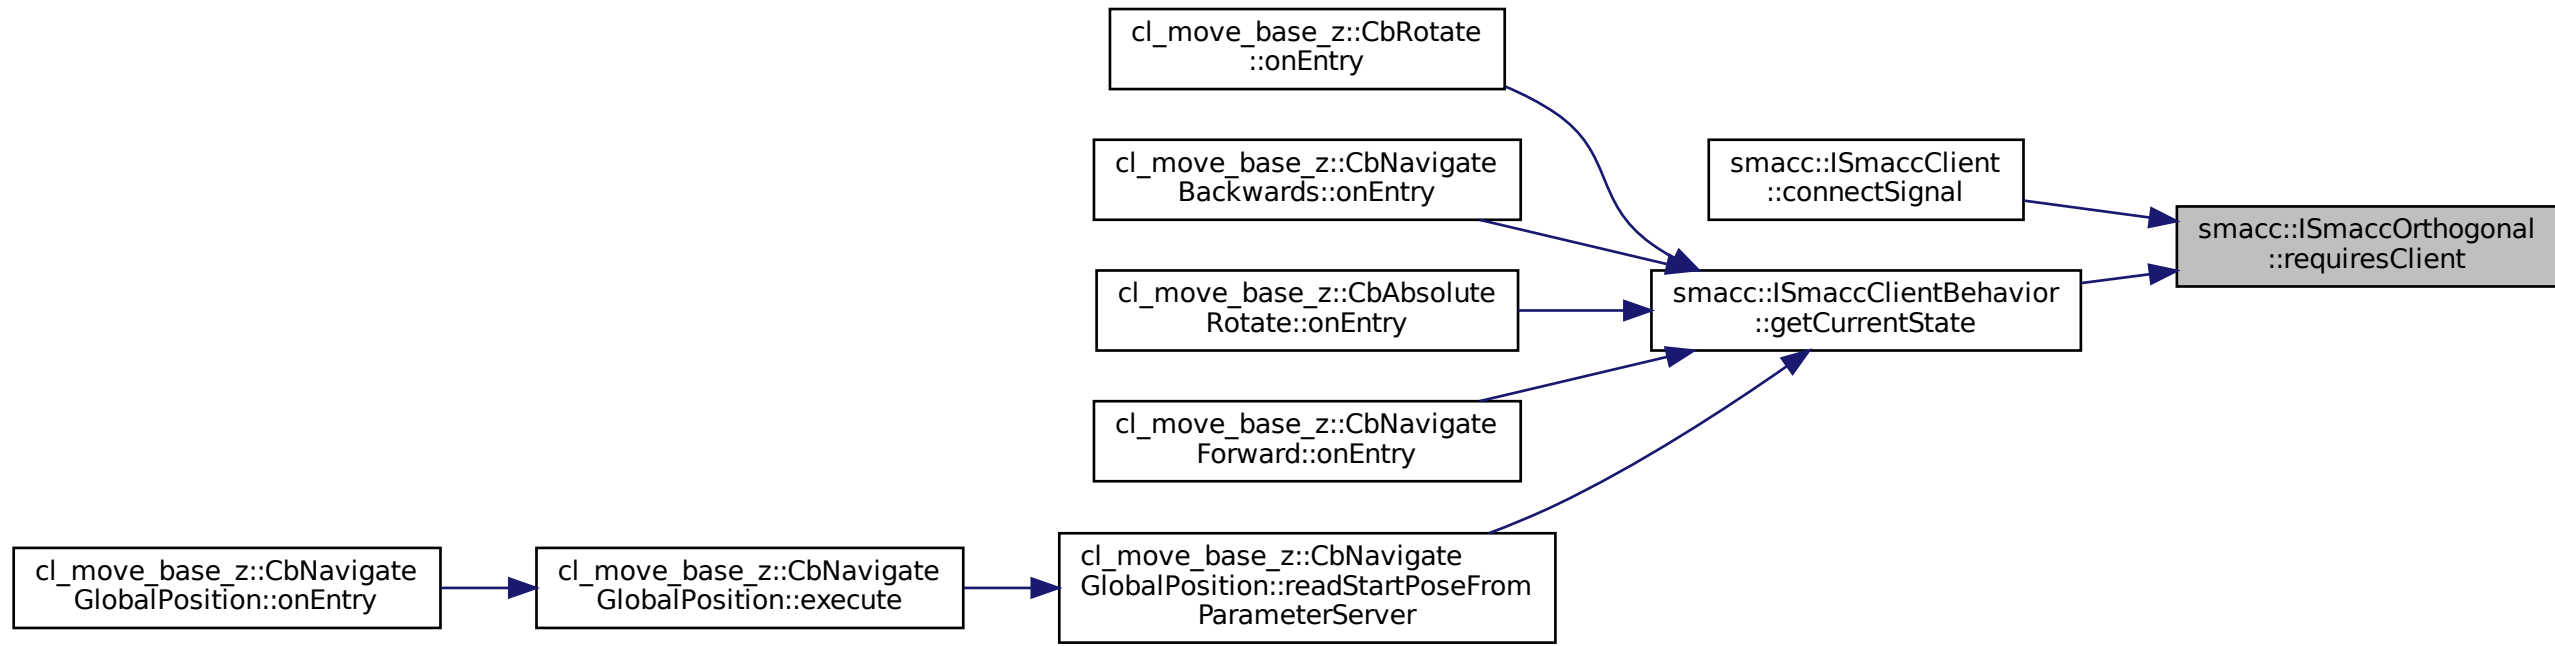 cl_move_base_z::CbRotate
::onEntry
cl_move_base_z::CbNavigate
Backwards::onEntry
smacc::ISmaccClient
::connectSignal
smacc::ISmaccOrthogonal
::requiresClient
cl_move_base_z::CbAbsolute
Rotate::onEntry
smacc::ISmaccClientBehavior
::getCurrentState
cl_move_base_z::CbNavigate
Forward::onEntry
cl_move_base_z::CbNavigate
GlobalPosition::onEntry
cl_move_base_z::CbNavigate
GlobalPosition::execute
cl_move_base_z::CbNavigate
GlobalPosition::readStartPoseFrom
ParameterServer